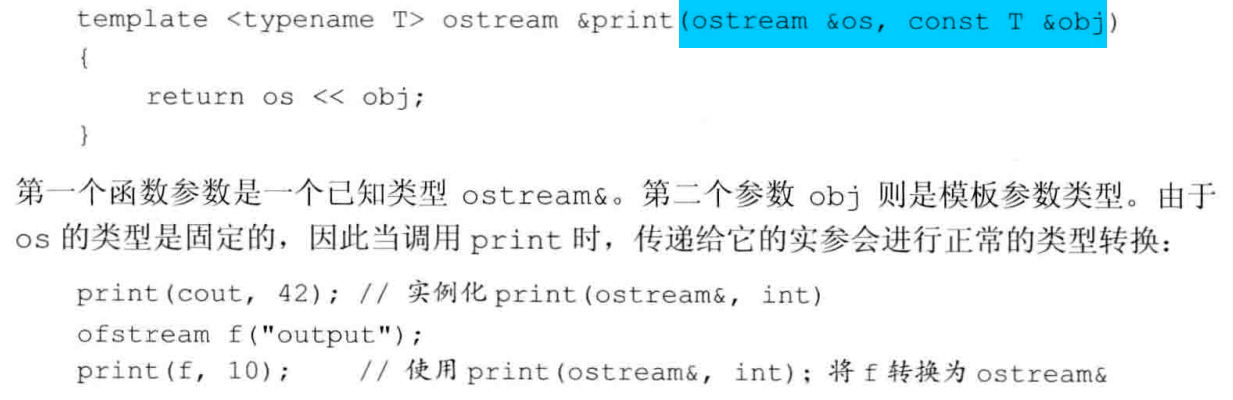 template <typename T> ostream &print(ostream &os, const T &obj)
{
return os << obj;
}
第一个函数参数是一个已知类型 ostream&。第二个参数 obj 则是模板参数类型。由于
os 的类型是固定的，因此当调用 print 时，传递给它的实参会进行正常的类型转换：
print(cout, 42); // 实例化 print(ostream&, int)
ofstream f("output");
print(f, 10); // 使用 print(ostream&, int); 将 f 转换为 ostream&